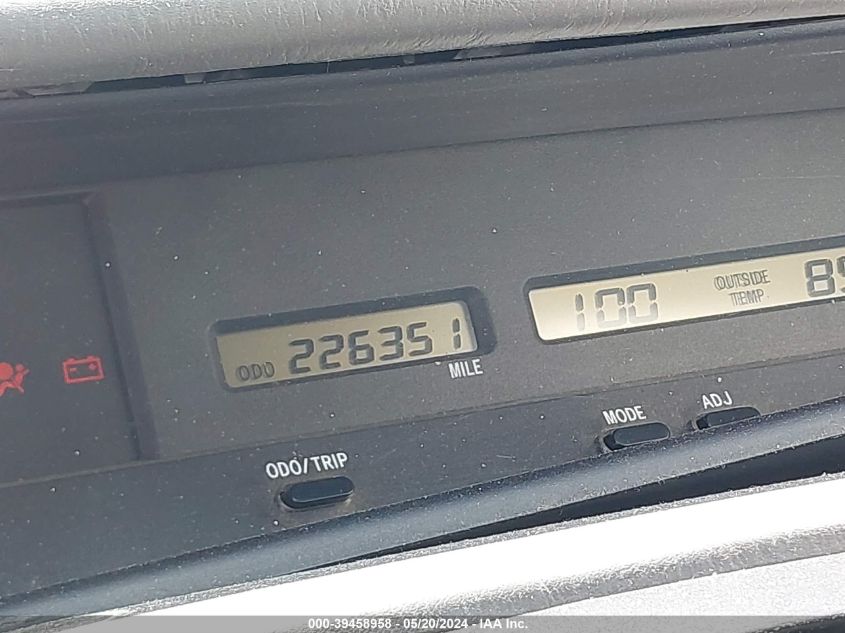 100 OUTSIDE TEMP
ODO 226351
MILE
MODE ADJ
ODO/TRIP
000-39458958 - 05/20/2024 - IAA Inc.